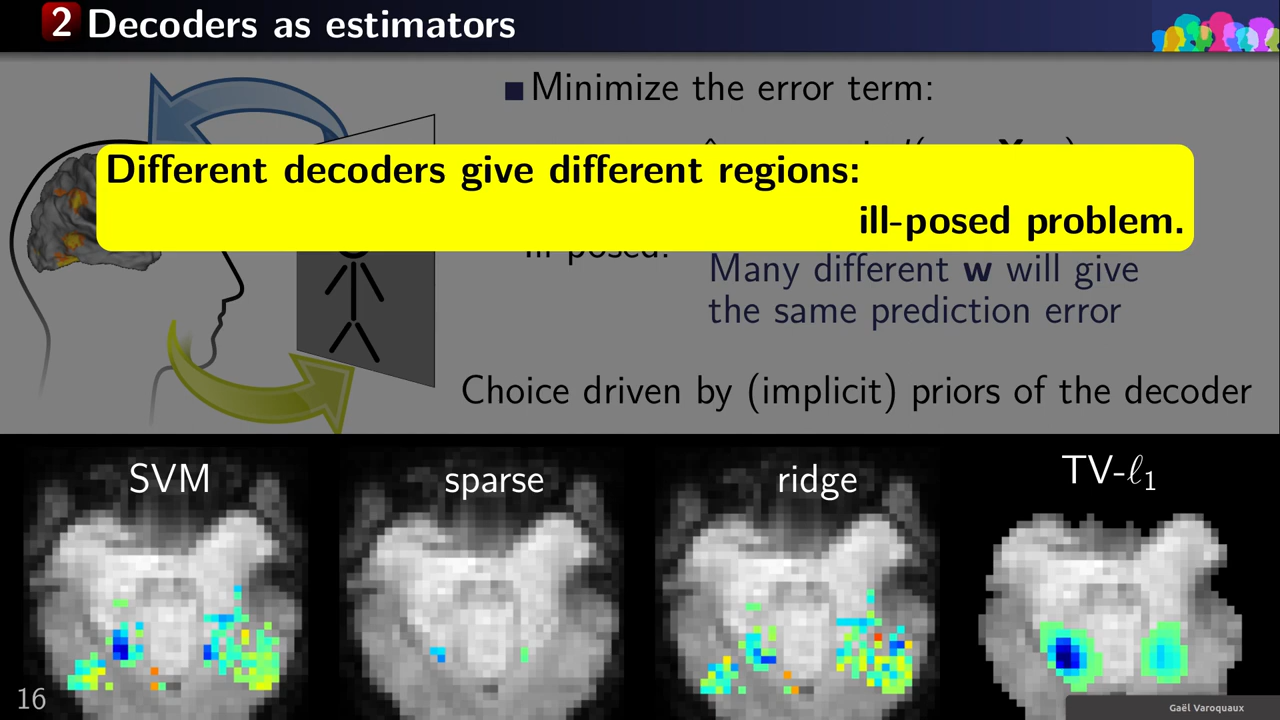 2 Decoders as estimators
Minimize the error term:
Different decoders give different regions:
ill-posed problem.
Many different w will give
the same prediction error
Choice driven by (implicit) priors of the decoder
SVM
sparse
ridge
TV-ℓ₁
16
Gaël Varoquaux